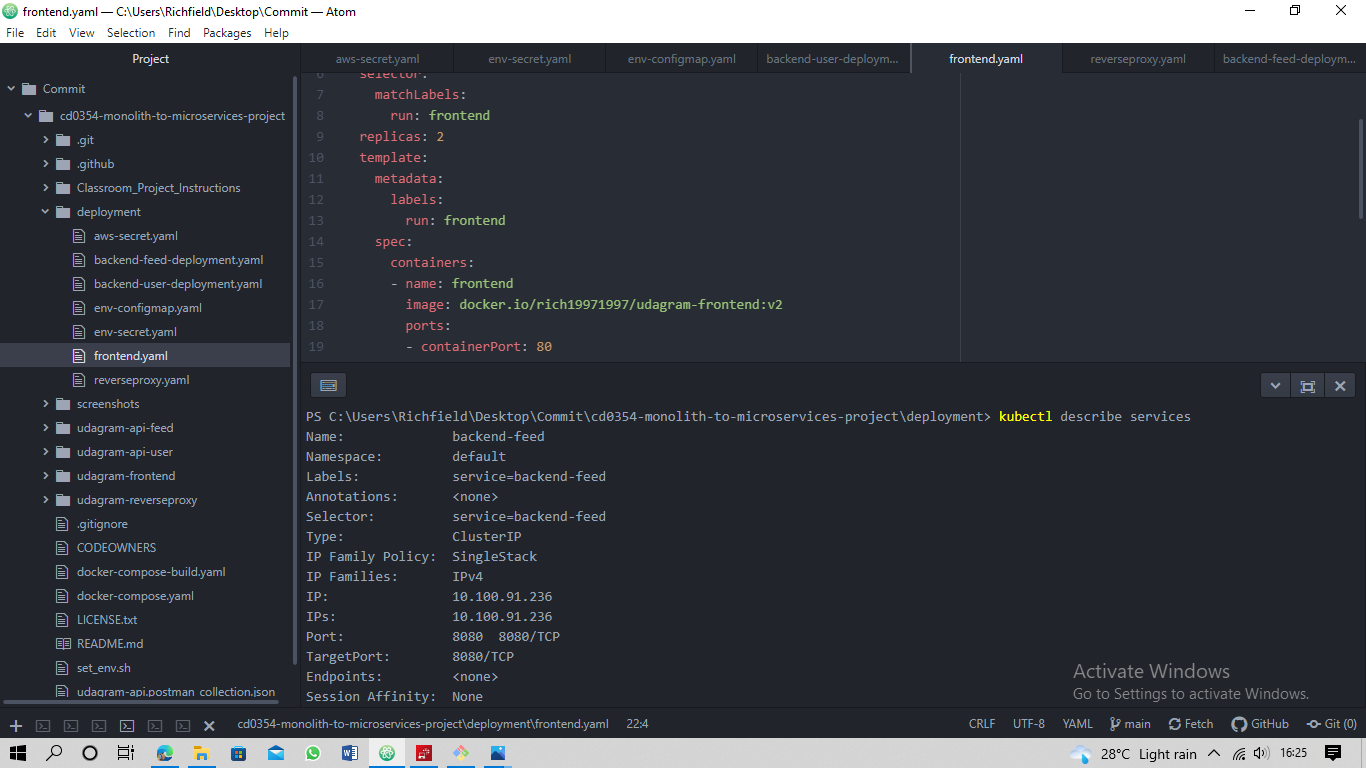 frontend.yaml — C:\Users\Richfield\Desktop\Commit — Atom
File Edit View Selection Find Packages Help
Project
aws-secret.yaml env-secret.yaml env-configmap.yaml backend-user-deploym... frontend.yaml reverseproxy.yaml backend-feed-deploym...
Commit
cd0354-monolith-to-microservices-project
.git
.github
Classroom_Project_Instructions
deployment
aws-secret.yaml
backend-feed-deployment.yaml
backend-user-deployment.yaml
env-configmap.yaml
env-secret.yaml
frontend.yaml
reverseproxy.yaml
screenshots
udagram-api-feed
udagram-api-user
udagram-frontend
udagram-reverseproxy
.gitignore
CODEOWNERS
docker-compose-build.yaml
docker-compose.yaml
LICENSE.txt
README.md
set_env.sh
udagram-api.postman_collection.json
6 selector:
7 matchLabels:
8 run: frontend
9 replicas: 2
10 template:
11 metadata:
12 labels:
13 run: frontend
14 spec:
15 containers:
16 - name: frontend
17 image: docker.io/rich19971997/udagram-frontend:v2
18 ports:
19 - containerPort: 80
PS C:\Users\Richfield\Desktop\Commit\cd0354-monolith-to-microservices-project\deployment> kubectl describe services
Name: backend-feed
Namespace: default
Labels: service=backend-feed
Annotations: <none>
Selector: service=backend-feed
Type: ClusterIP
IP Family Policy: SingleStack
IP Families: IPv4
IP: 10.100.91.236
IPs: 10.100.91.236
Port: 8080 8080/TCP
TargetPort: 8080/TCP
Endpoints: <none>
Session Affinity: None
Activate Windows
Go to Settings to activate Windows.
cd0354-monolith-to-microservices-project\deployment\frontend.yaml 22:4 CRLF UTF-8 YAML main Fetch GitHub Git (0)
28°C Light rain 16:25